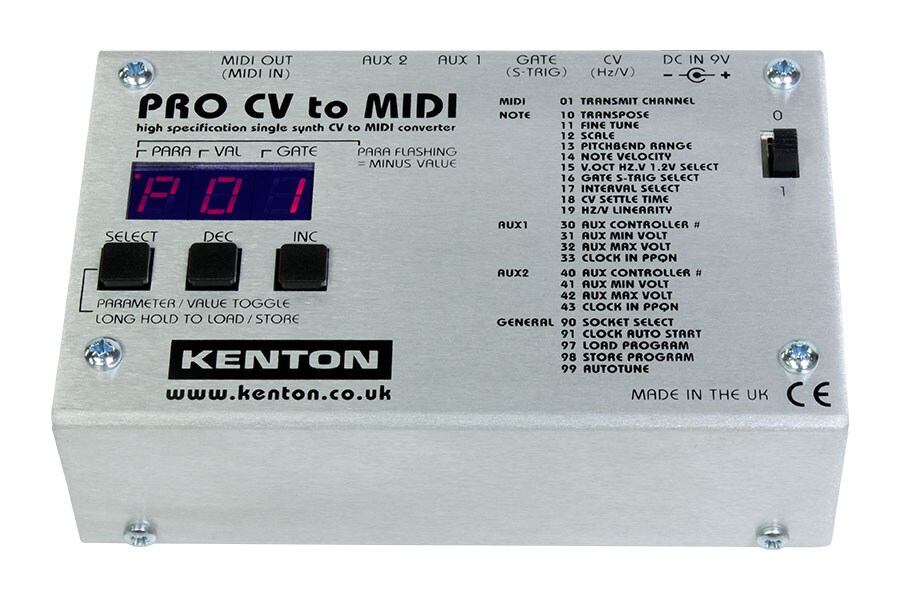 MIDI OUT AUX 2 AUX 1 GATE CV DC IN 9V
(MIDI IN) (S-TRIG) (Hz/V) - +
PRO CV to MIDI
high specification single synth CV to MIDI converter
PARA VAL GATE PARA FLASHING
= MINUS VALUE
P01
SELECT DEC INC
PARAMETER / VALUE TOGGLE
LONG HOLD TO LOAD / STORE
KENTON
www.kenton.co.uk
MIDI 01 TRANSMIT CHANNEL
NOTE 10 TRANSPOSE
11 FINE TUNE
12 SCALE
13 PITCHBEND RANGE
14 NOTE VELOCITY
15 V.OCT HZ.V 1.2V SELECT
16 GATE S-TRIG SELECT
17 INTERVAL SELECT
18 CV SETTLE TIME
19 HZ/V LINEARITY
AUX1 30 AUX CONTROLLER #
31 AUX MIN VOLT
32 AUX MAX VOLT
33 CLOCK IN PPQN
AUX2 40 AUX CONTROLLER #
41 AUX MIN VOLT
42 AUX MAX VOLT
43 CLOCK IN PPQN
GENERAL 90 SOCKET SELECT
91 CLOCK AUTO START
97 LOAD PROGRAM
98 STORE PROGRAM
99 AUTOTUNE
0
1
MADE IN THE UK CE